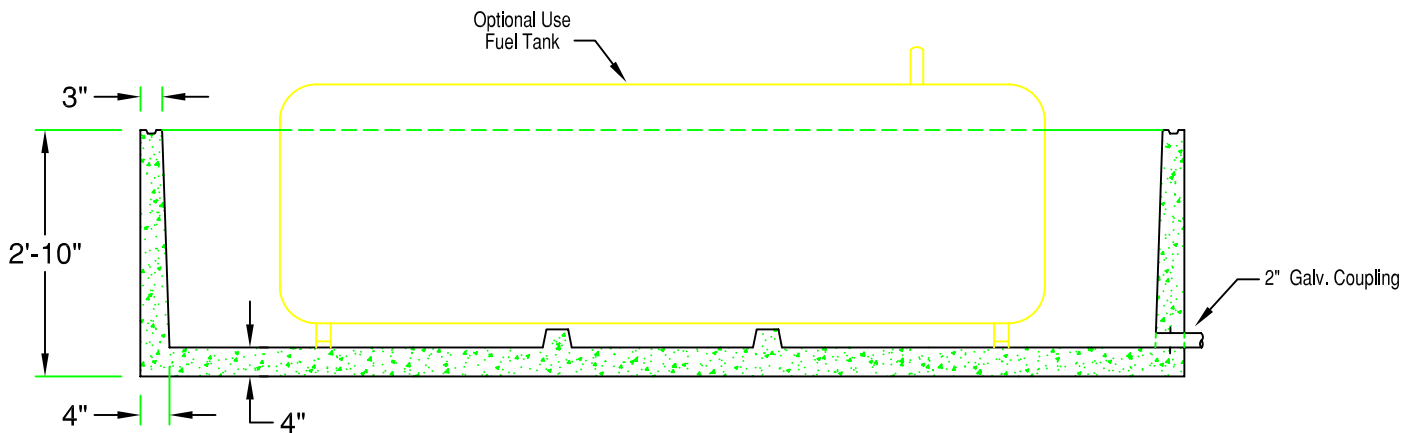 Optional Use
Fuel Tank
3"
2'-10"
2" Galv. Coupling
4"
4"